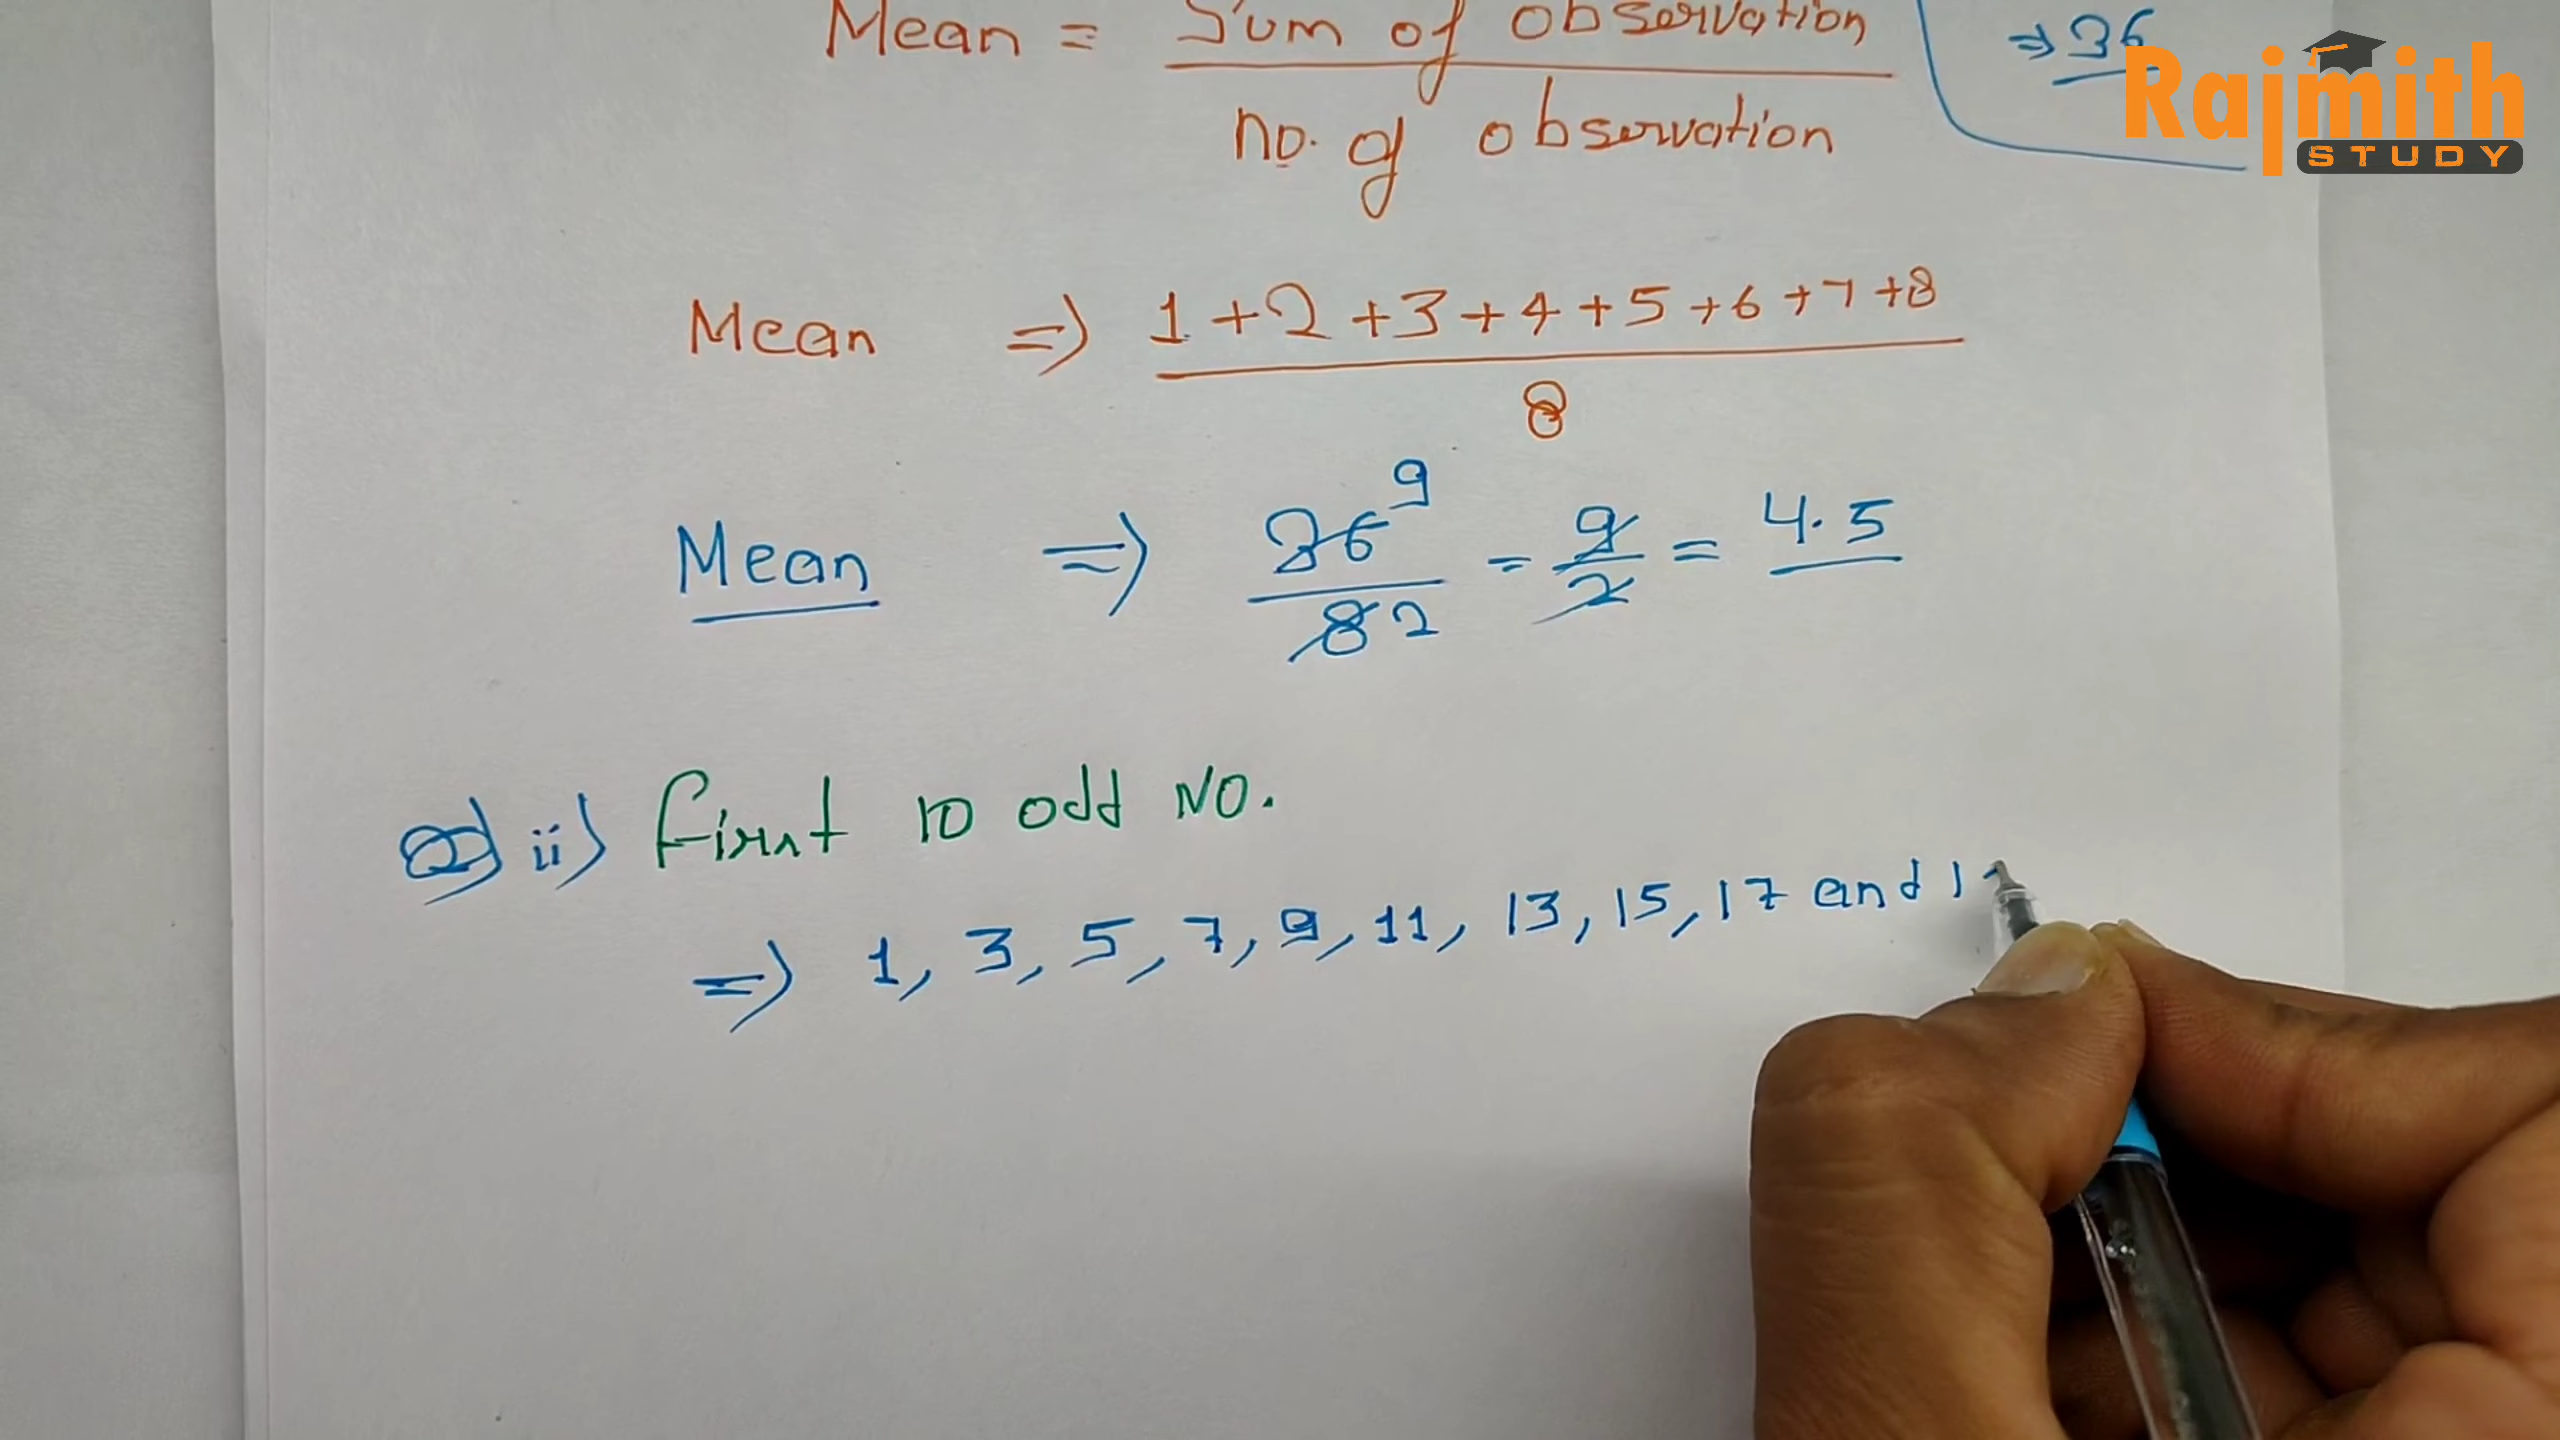 Mean = Sum of observation
no. of observation
⇒ 36
Rajmith
STUDY
Mean ⇒ 1+2+3+4+5+6+7+8
8
Mean ⇒ 36 9 = 9/2 = 4.5
8 2
Q) ii) First 10 odd NO.
⇒ 1, 3, 5, 7, 9, 11, 13, 15, 17 and 1